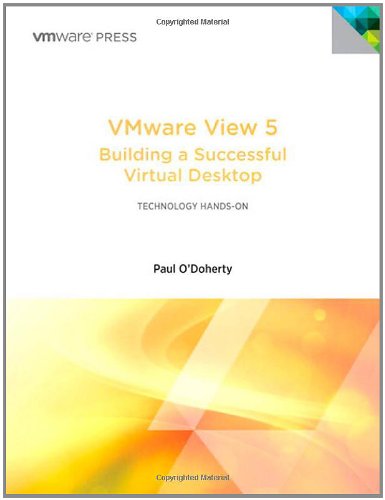 Copyrighted Material
vmware® PRESS
VMware View 5
Building a Successful
Virtual Desktop
TECHNOLOGY HANDS-ON
Paul O'Doherty
Copyrighted Material